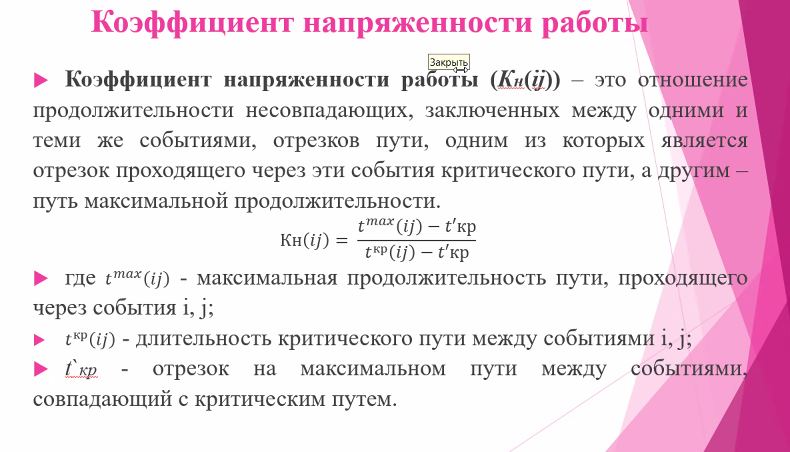 Коэффициент напряженности работы
Закрыть
Коэффициент напряженности работы (Кн(ij)) – это отношение
продолжительности несовпадающих, заключенных между одними и
теми же событиями, отрезков пути, одним из которых является
отрезок проходящего через эти события критического пути, а другим –
путь максимальной продолжительности.
Кн(ij) = (t^max(ij) − t′кр) / (t^кр(ij) − t′кр)
где t^max(ij) - максимальная продолжительность пути, проходящего
через события i, j;
t^кр(ij) - длительность критического пути между событиями i, j;
t`кр - отрезок на максимальном пути между событиями,
совпадающий с критическим путем.